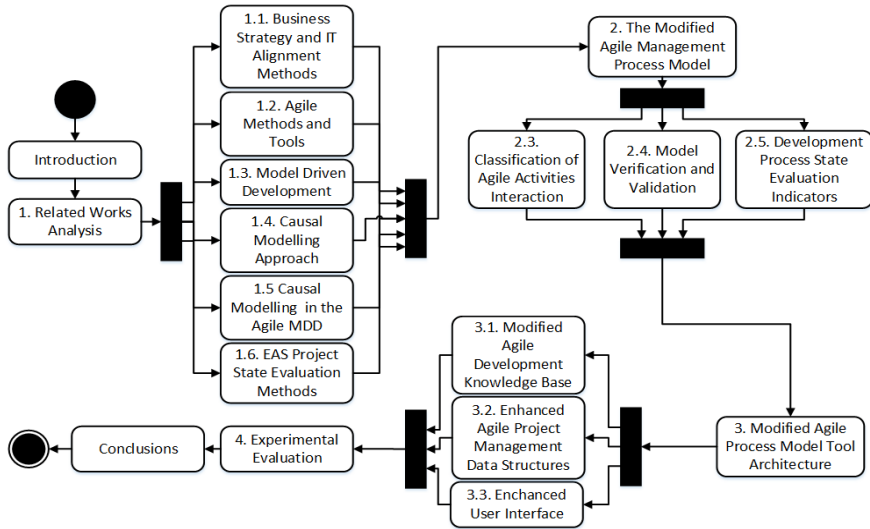 Introduction
1. Related Works
Analysis
1.1. Business
Strategy and IT
Alignment
Methods
1.2. Agile
Methods and
Tools
1.3. Model Driven
Development
1.4. Causal
Modelling
Approach
1.5 Causal
Modelling in the
Agile MDD
1.6. EAS Project
State Evaluation
Methods
2. The Modified
Agile Management
Process Model
2.3.
Classification of
Agile Activities
Interaction
2.4. Model
Verification and
Validation
2.5. Development
Process State
Evaluation
Indicators
3. Modified Agile
Process Model Tool
Architecture
3.1. Modified
Agile
Development
Knowledge Base
3.2. Enhanced
Agile Project
Management
Data Structures
3.3. Enchanced
User Interface
4. Experimental
Evaluation
Conclusions